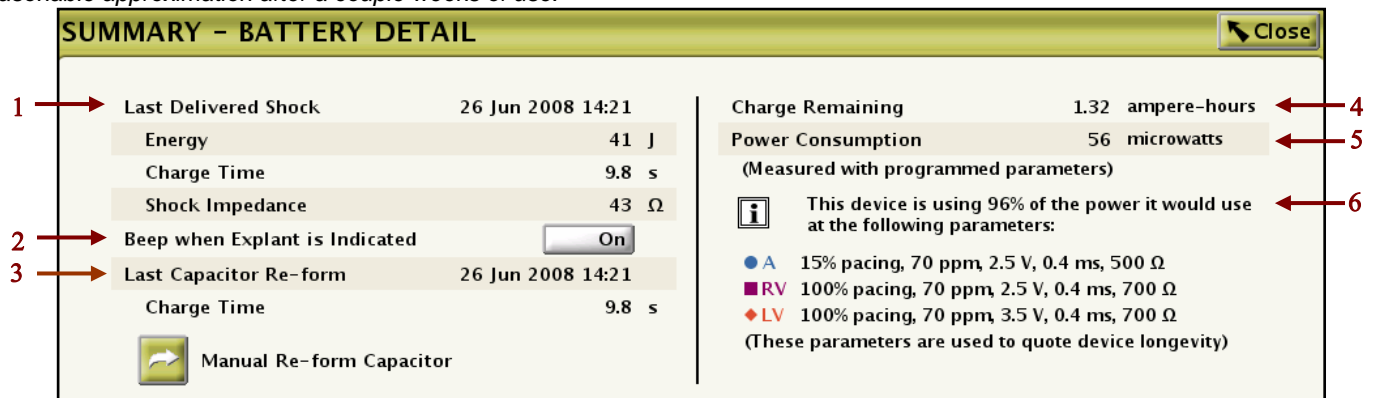 reasonable approximation after a couple weeks of use.
SUMMARY - BATTERY DETAIL
Close
1
Last Delivered Shock 26 Jun 2008 14:21
Energy 41 J
Charge Time 9.8 s
Shock Impedance 43 Ω
2
Beep when Explant is Indicated On
3
Last Capacitor Re-form 26 Jun 2008 14:21
Charge Time 9.8 s
Manual Re-form Capacitor
Charge Remaining 1.32 ampere-hours
4
Power Consumption 56 microwatts
5
(Measured with programmed parameters)
i
This device is using 96% of the power it would use
6
at the following parameters:
A 15% pacing, 70 ppm, 2.5 V, 0.4 ms, 500 Ω
RV 100% pacing, 70 ppm, 2.5 V, 0.4 ms, 700 Ω
LV 100% pacing, 70 ppm, 3.5 V, 0.4 ms, 700 Ω
(These parameters are used to quote device longevity)